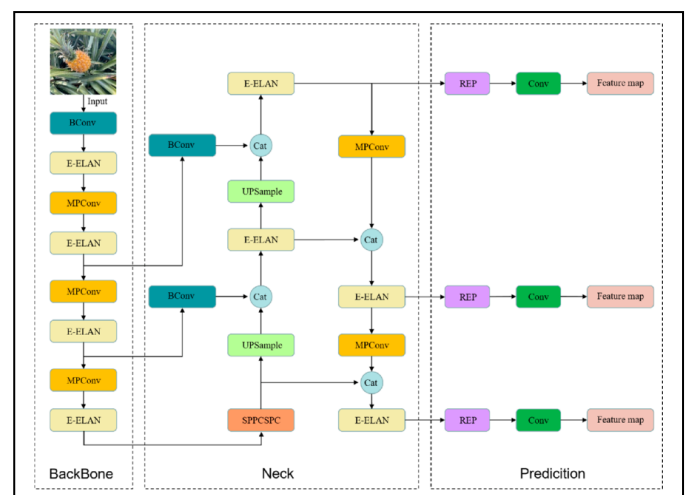 Input
BConv
E-ELAN
MPConv
E-ELAN
MPConv
E-ELAN
MPConv
E-ELAN
BackBone
E-ELAN
BConv
Cat
MPConv
UPSample
E-ELAN
Cat
BConv
Cat
E-ELAN
UPSample
MPConv
Cat
SPPCSPC
E-ELAN
Neck
REP
Conv
Feature map
REP
Conv
Feature map
REP
Conv
Feature map
Predicition